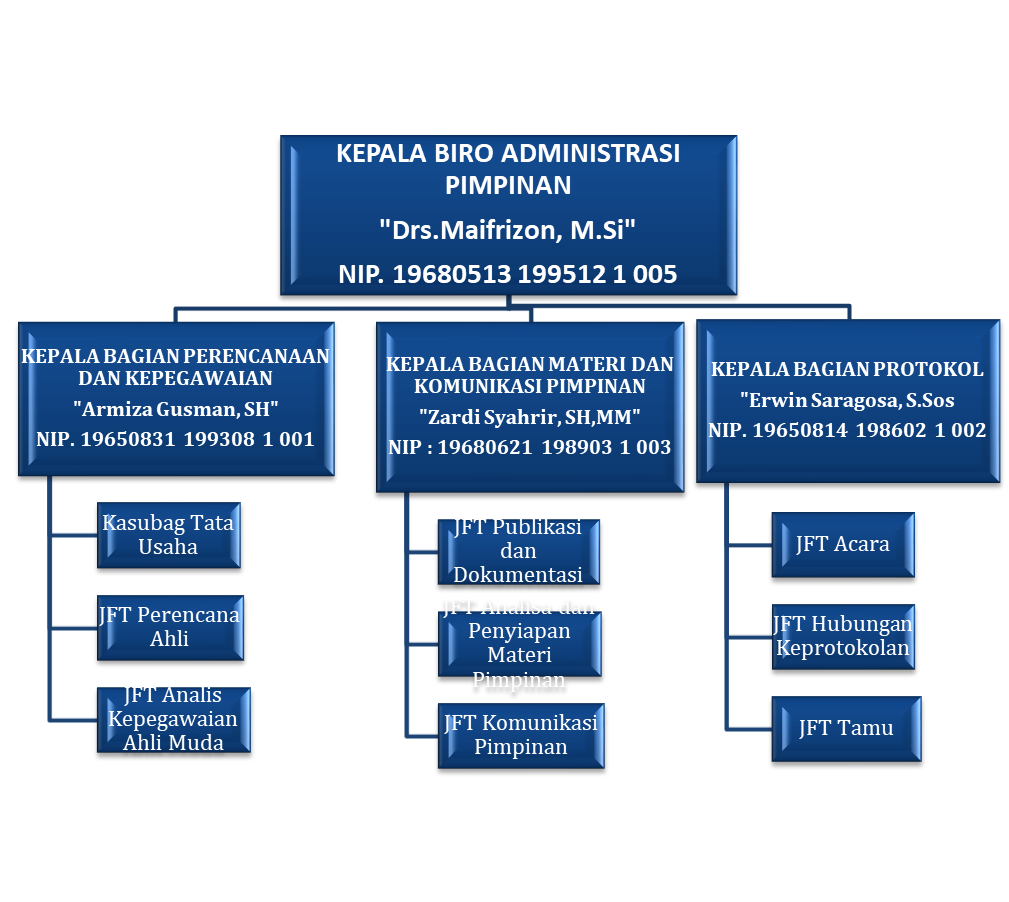 KEPALA BIRO ADMINISTRASI
PIMPINAN
"Drs.Maifrizon, M.Si"
NIP. 19680513 199512 1 005
KEPALA BAGIAN PERENCANAAN
DAN KEPEGAWAIAN
"Armiza Gusman, SH"
NIP. 19650831 199308 1 001
Kasubag Tata
Usaha
JFT Perencana
Ahli
JFT Analis
Kepegawaian
Ahli Muda
KEPALA BAGIAN MATERI DAN
KOMUNIKASI PIMPINAN
"Zardi Syahrir, SH,MM"
NIP : 19680621 198903 1 003
JFT Publikasi
dan
Dokumentasi
JFT Analisa dan
Penyiapan
Materi
Pimpinan
JFT Komunikasi
Pimpinan
KEPALA BAGIAN PROTOKOL
"Erwin Saragosa, S.Sos
NIP. 19650814 198602 1 002
JFT Acara
JFT Hubungan
Keprotokolan
JFT Tamu